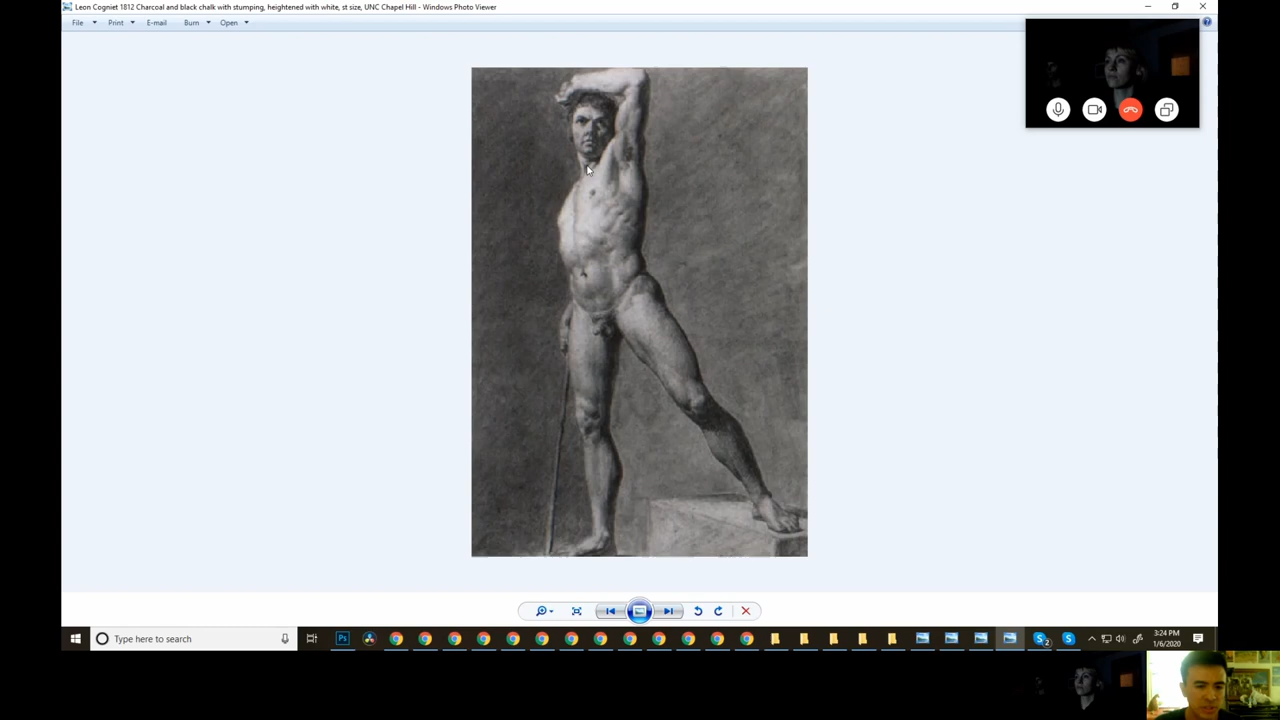 Leon Cogniet 1812 Charcoal and black chalk with stumping, heightened with white, st size, UNC Chapel Hill - Windows Photo Viewer
File Print E-mail Burn Open
Type here to search
3:24 PM
1/6/2020